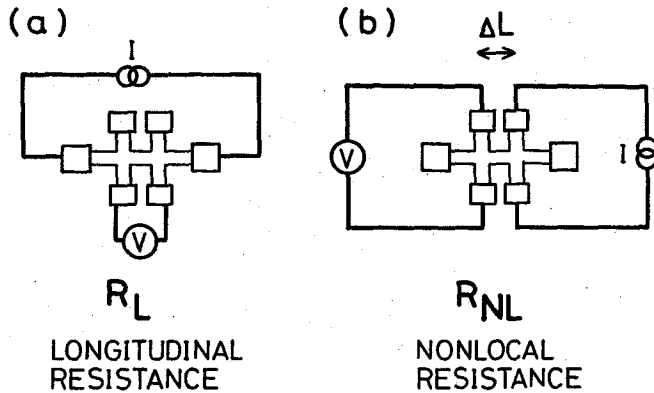 (a)
I
V
R_L
LONGITUDINAL
RESISTANCE
(b)
ΔL
V
I
R_NL
NONLOCAL
RESISTANCE